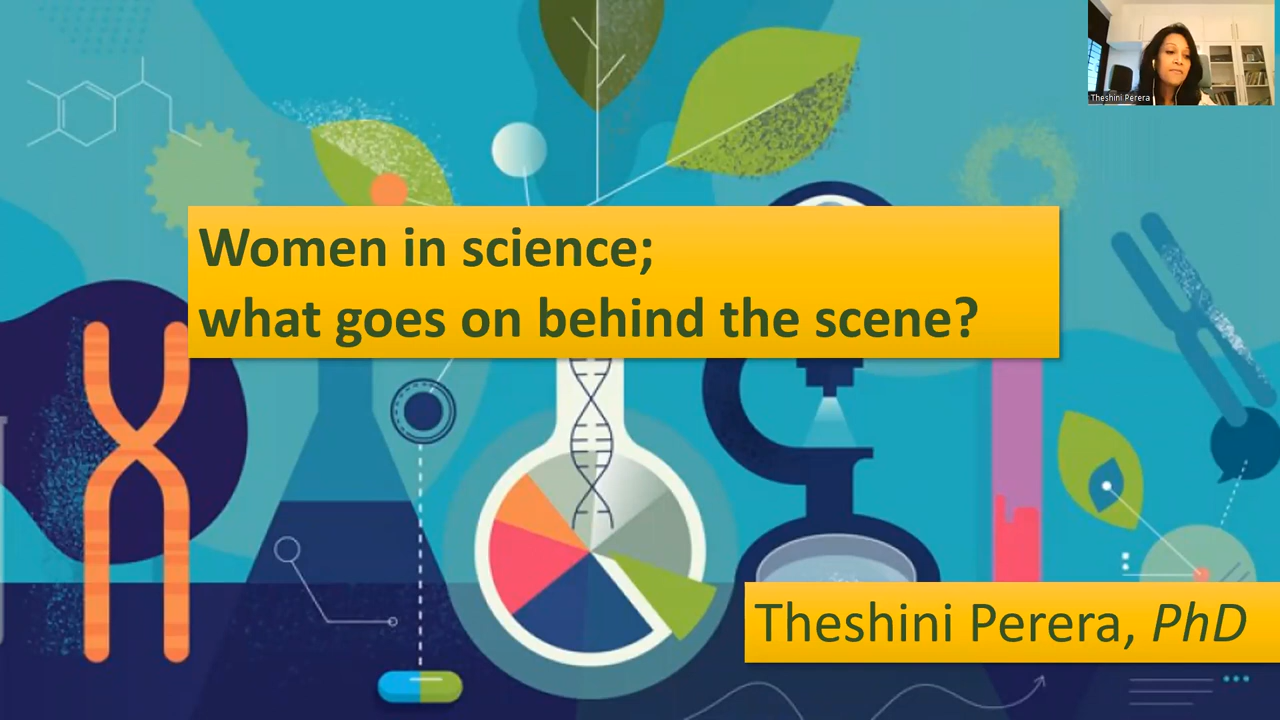 Theshini Perera
Women in science;
what goes on behind the scene?
Theshini Perera, PhD